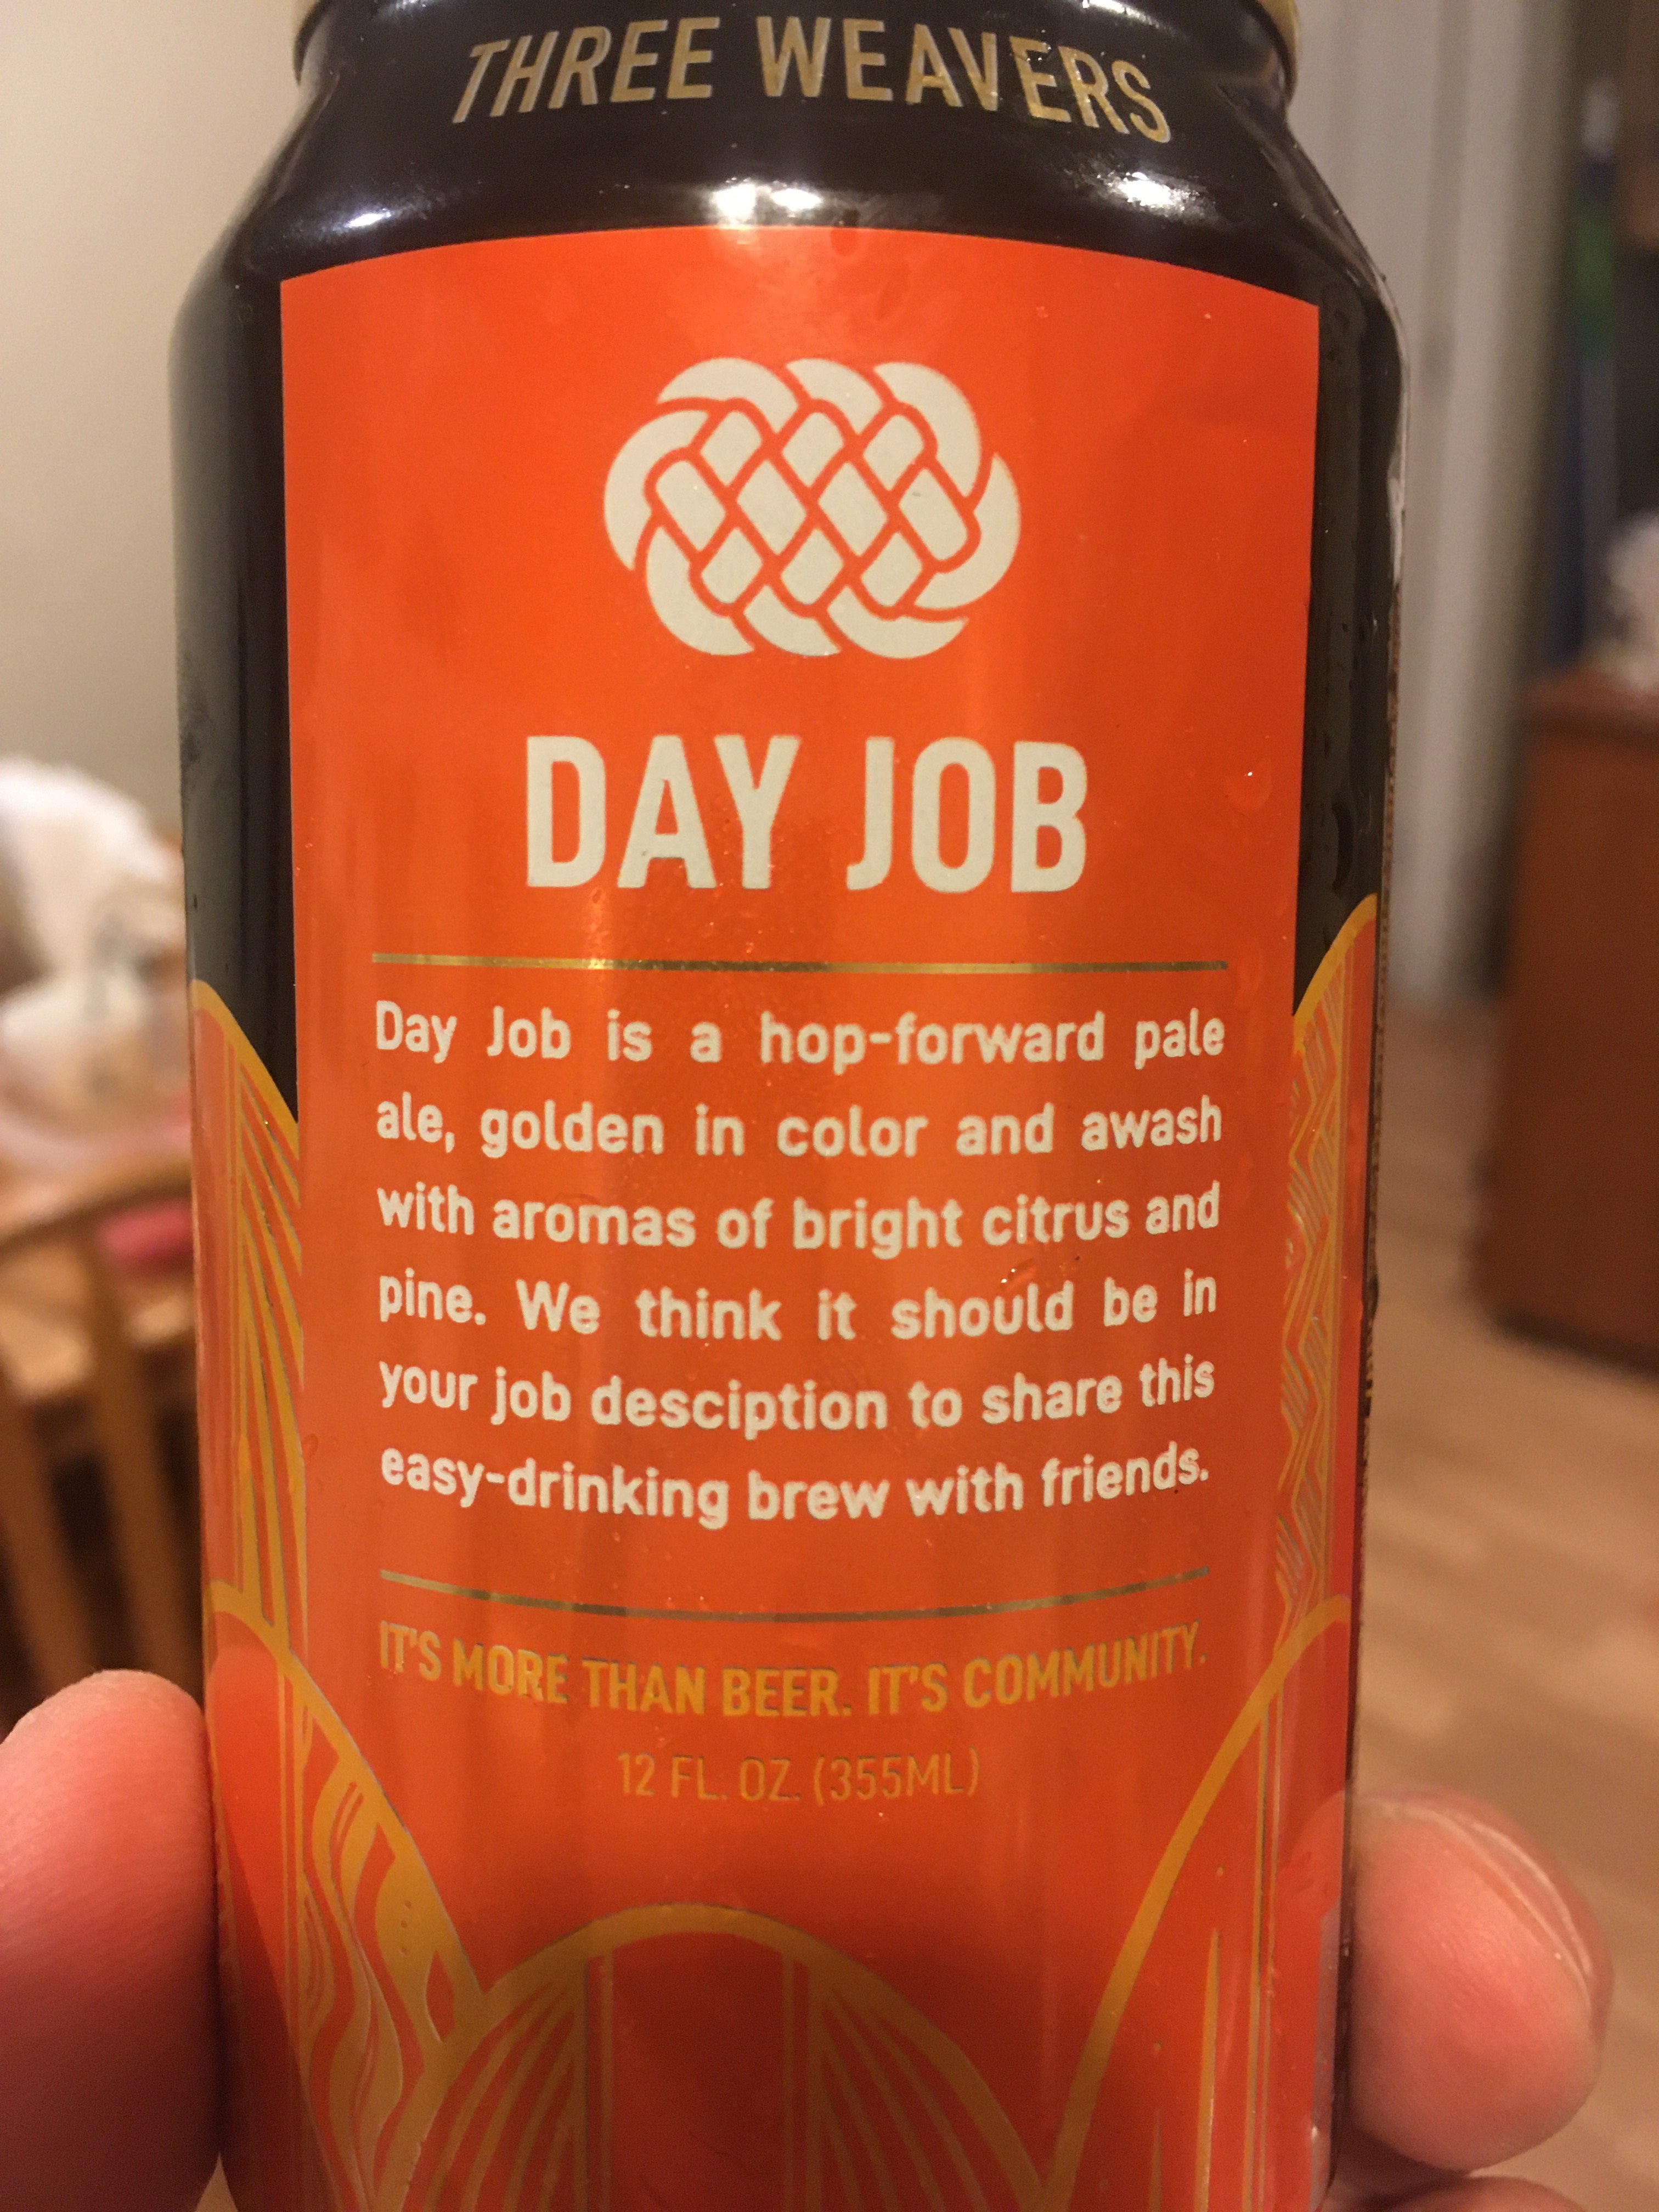 THREE WEAVERS
DAY JOB
Day Job is a hop-forward pale
ale, golden in color and awash
with aromas of bright citrus and
pine. We think it should be in
your job desciption to share this
easy-drinking brew with friends.
IT'S MORE THAN BEER. IT'S COMMUNITY.
12 FL. OZ. (355ML)